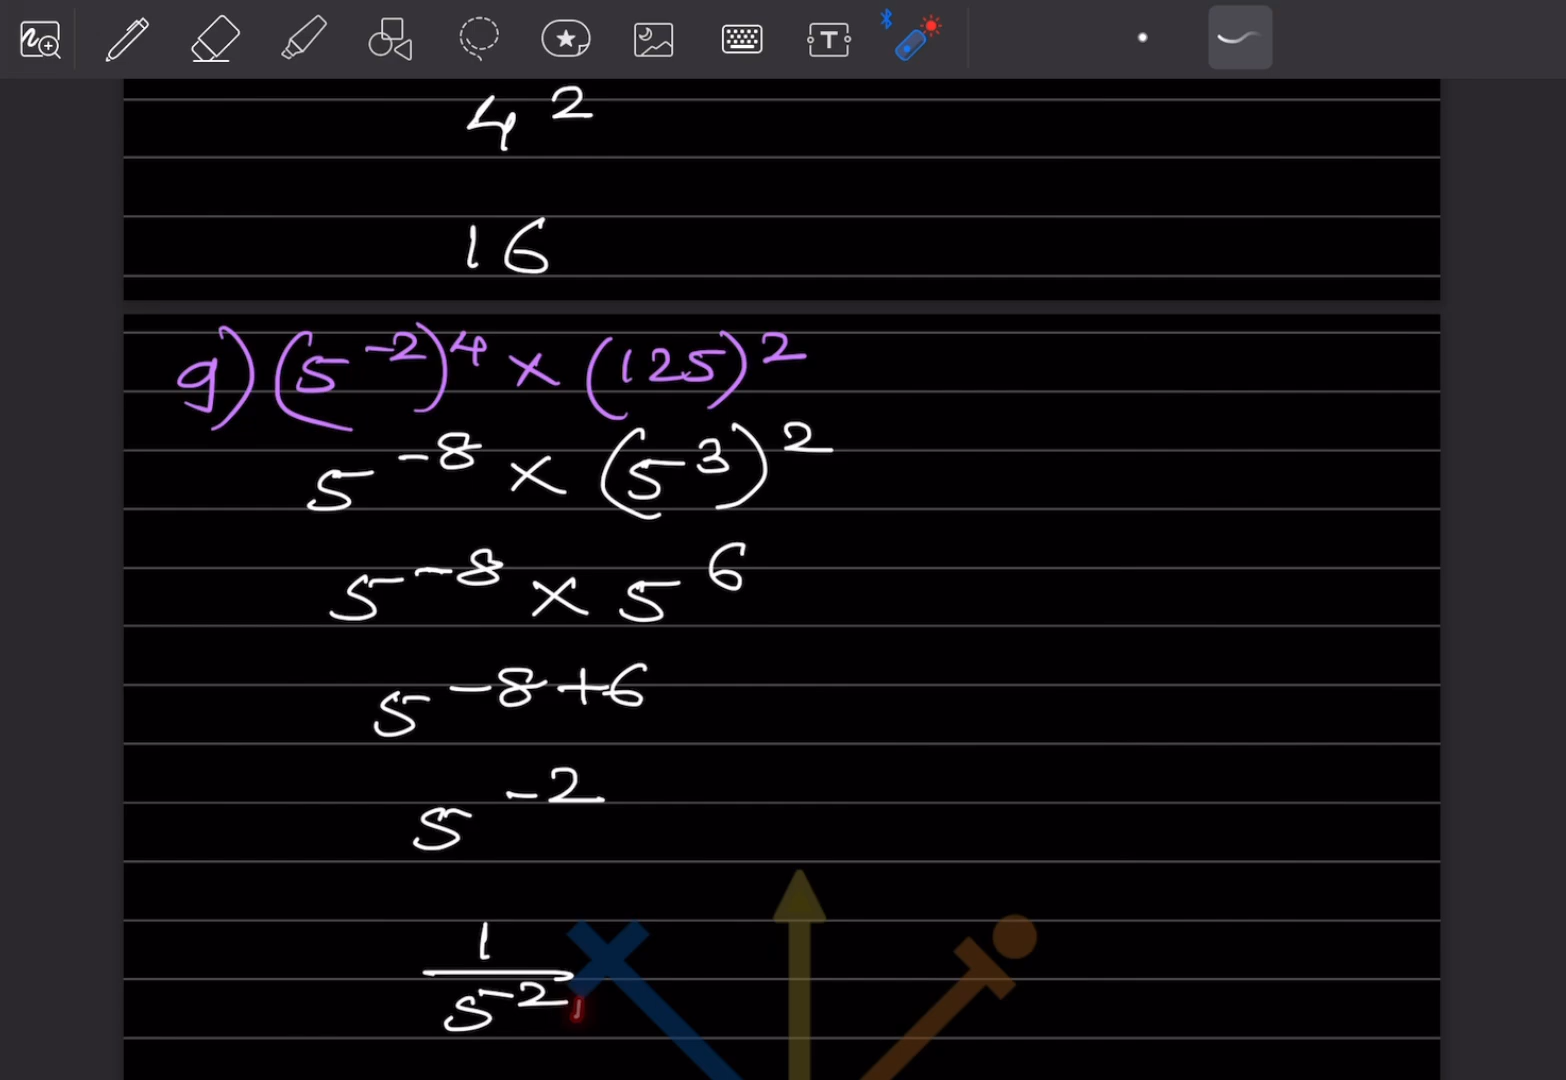 4²
16
g) (5⁻²)⁴ × (125)²
5⁻⁸ × (5³)²
5⁻⁸ × 5⁶
5⁻⁸⁺⁶
5⁻²
1
5⁻²